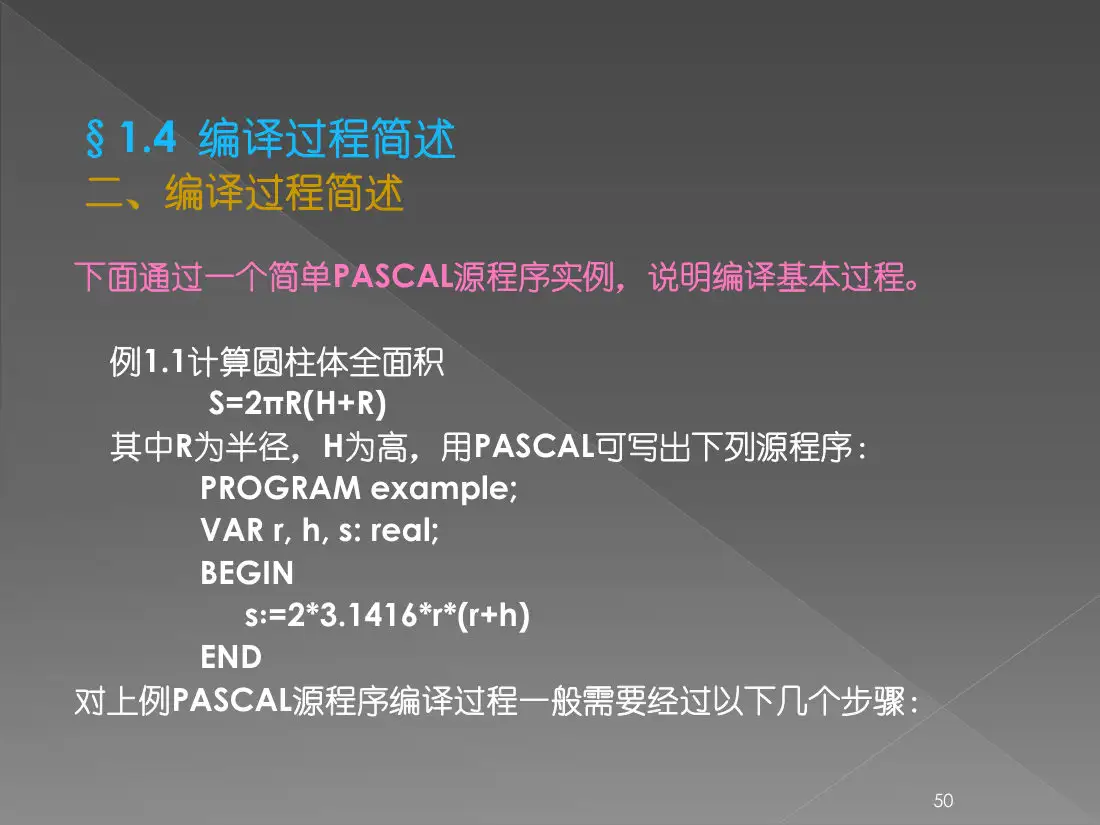 §1.4 编译过程简述
二、编译过程简述
下面通过一个简单PASCAL源程序实例，说明编译基本过程。
例1.1计算圆柱体全面积
S=2πR(H+R)
其中R为半径，H为高，用PASCAL可写出下列源程序：
PROGRAM example;
VAR r, h, s: real;
BEGIN
s:=2*3.1416*r*(r+h)
END
对上例PASCAL源程序编译过程一般需要经过以下几个步骤：
50